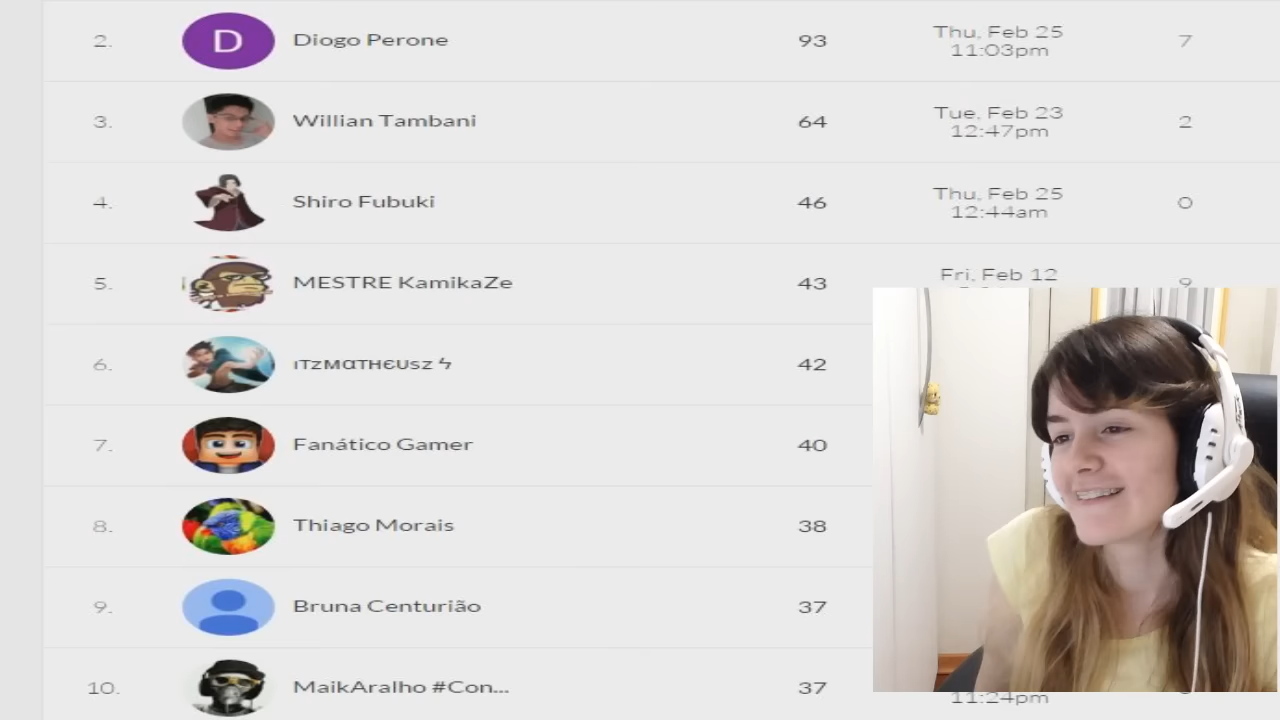 2. D Diogo Perone 93 Thu, Feb 25
11:03pm 7
3. Willian Tambani 64 Tue, Feb 23
12:47pm 2
4. Shiro Fubuki 46 Thu, Feb 25
12:44am 0
5. MESTRE KamikaZe 43 Fri, Feb 12
9
6. ιTzMαTHЄUsz ϟ 42
7. Fanático Gamer 40
8. Thiago Morais 38
9. Bruna Centurião 37
10. MaikAralho #Con... 37
11:24pm